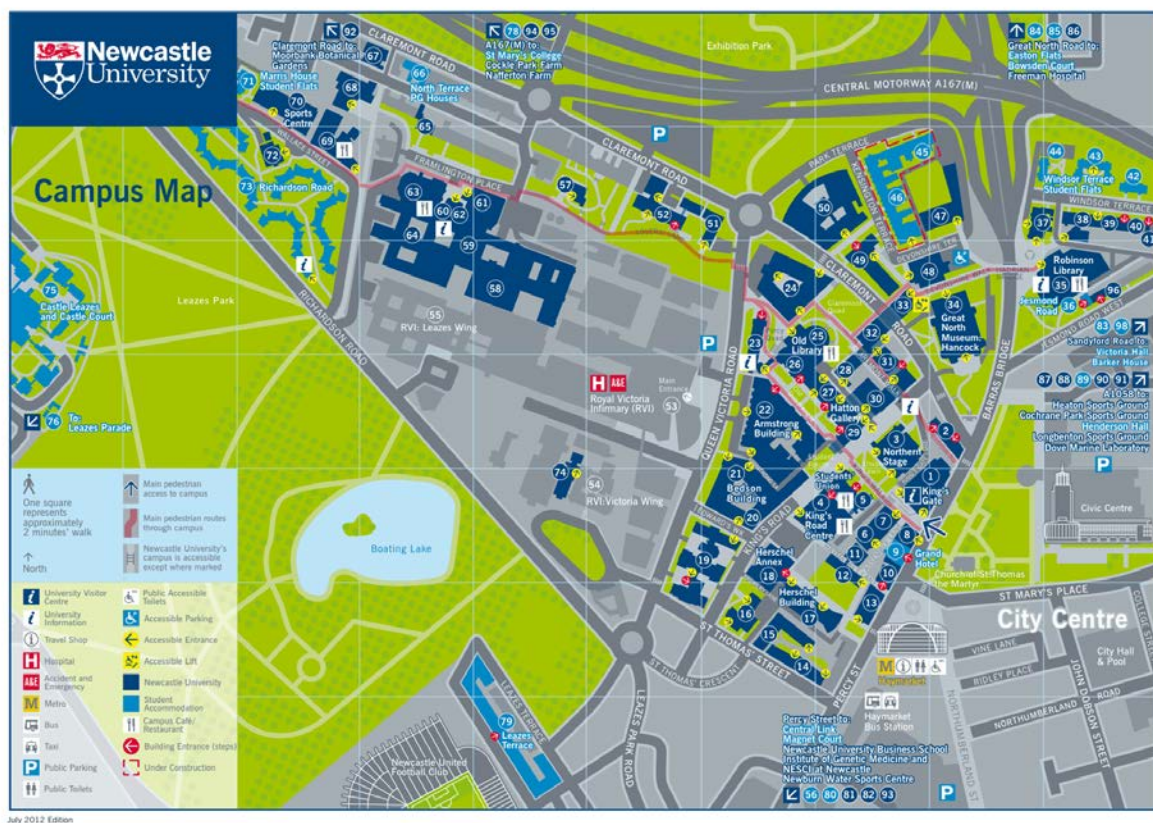 Newcastle
University
Campus Map
92
Claremont Road to:
Moorbank Botanical
Gardens
67
CLAREMONT ROAD
78 94 95
A167(M) to:
St Mary's College
Cockle Park Farm
Nafferton Farm
Exhibition Park
84 85 86
Great North Road to:
Easton Flats
Bowsden Court
Freeman Hospital
CENTRAL MOTORWAY A167(M)
71
Marris House
Student Flats
70
Sports
Centre
68
66
North Terrace
PG Houses
65
69
72
WALLACE STREET
FRAMLINGTON PLACE
CLAREMONT ROAD
P
PARK TERRACE
KENSINGTON TERRACE
45
46
44
43
42
Windsor Terrace
Student Flats
WINDSOR TERRACE
73
Richardson Road
63
60
62
61
64
59
58
57
52
51
50
47
49
DEVONSHIRE TER
48
37
38
39
40
41
Robinson
Library
35
96
Jesmond
Road
36
75
Castle Leazes
and Castle Court
Leazes Park
RICHARDSON ROAD
55
RVI: Leazes Wing
24
CLAREMONT
ROAD
Claremont
Quad
33
34
Great
North
Museum:
Hancock
23
25
Old
Library
26
32
31
28
27
30
Hatton
Gallery
29
P
QUEEN VICTORIA ROAD
H A&E
Royal Victoria
Infirmary (RVI)
Main
Entrance
53
22
Armstrong
Building
BARRAS BRIDGE
83 98
Sandyford Road to:
Victoria Hall
Barker House
87 88 89 90 91
A1058 to:
Heaton Sports Ground
Cochrane Park Sports Ground
Henderson Hall
Longbenton Sports Ground
Dove Marine Laboratory
P
Civic Centre
76
To:
Leazes Parade
74
54
RVI:Victoria Wing
21
Bedson
Building
20
3
Northern
Stage
2
1
King's
Gate
Students
Union
4
5
King's
Road
Centre
KING'S ROAD
7
6
8
9
Grand
Hotel
11
10
12
13
Herschel
Annex
18
Herschel
Building
17
19
16
15
14
Church of St Thomas
the Martyr
ST MARY'S PLACE
ST THOMAS' STREET
ST THOMAS' CRESCENT
PERCY ST
City Centre
VINE LANE
RIDLEY PLACE
NORTHUMBERLAND ROAD
NORTHUMBERLAND ST
JOHN DOBSON STREET
COLLEGE STREET
City Hall
& Pool
M
Haymarket
Haymarket
Bus Station
Boating Lake
LEAZES TERRACE
79
Leazes
Terrace
LEAZES PARK ROAD
Newcastle United
Football Club
Percy Street to:
Central Link
Magnet Court
Newcastle University Business School
Institute of Genetic Medicine and
NESCI at Newcastle
Newburn Water Sports Centre
56 80 81 82 93
P
One square
represents
approximately
2 minutes' walk
North
Main pedestrian
access to campus
Main pedestrian routes
through campus
Newcastle University's
campus is accessible
except where marked
University Visitor
Centre
University
Information
Travel Shop
Hospital
Accident and
Emergency
Metro
Bus
Taxi
Public Parking
Public Toilets
Public Accessible
Toilets
Accessible Parking
Accessible Entrance
Accessible Lift
Newcastle University
Student
Accommodation
Campus Café/
Restaurant
Building Entrance (steps)
Under Construction
July 2012 Edition